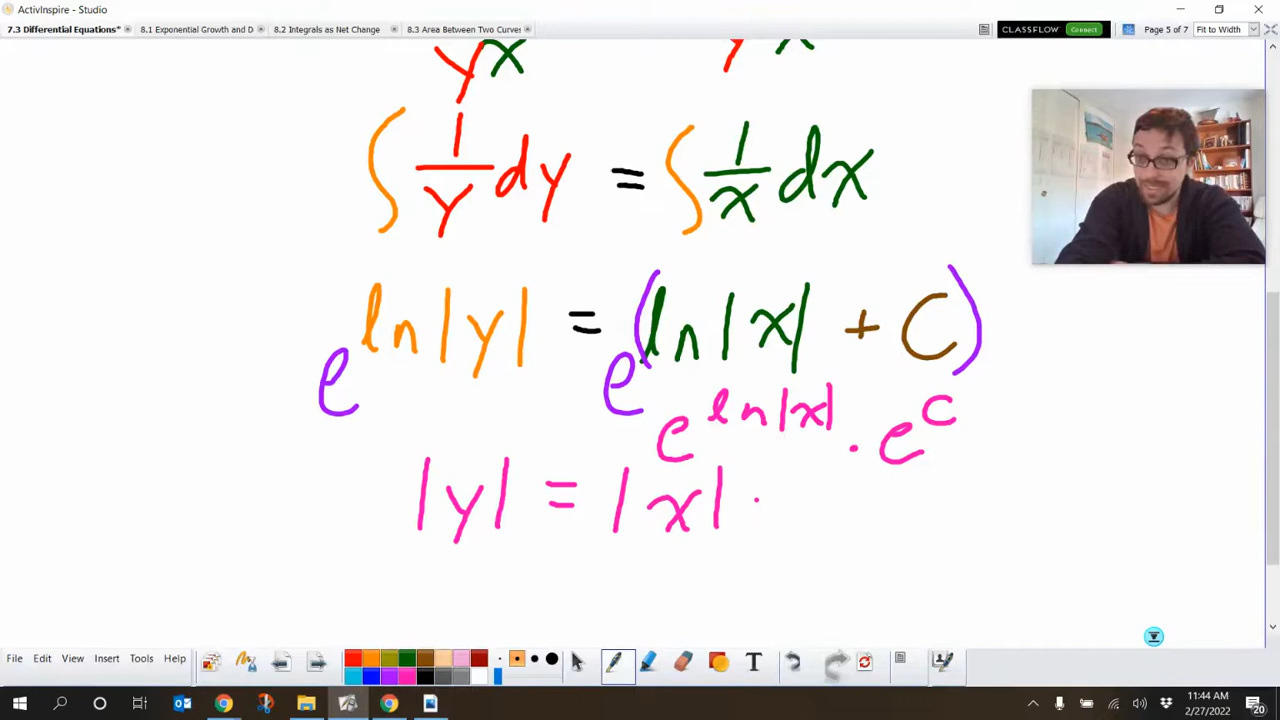 ActivInspire - Studio
7.3 Differential Equations* 8.1 Exponential Growth and D 8.2 Integrals as Net Change 8.3 Area Between Two Curves CLASSFLOW Connect Page 5 of 7 Fit to Width
y x y x
∫ 1/y dy = ∫ 1/x dx
e^(ln|y|) = e^(ln|x| + C)
e^(ln|x|) · e^C
|y| = |x| ·
File Edit View Insert Tools Help
11:44 AM
2/27/2022
20